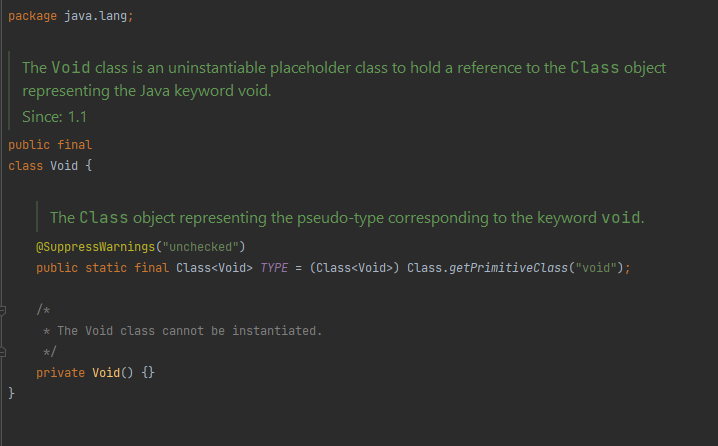 package java.lang;
The Void class is an uninstantiable placeholder class to hold a reference to the Class object
representing the Java keyword void.
Since: 1.1
public final
class Void {
The Class object representing the pseudo-type corresponding to the keyword void.
@SuppressWarnings("unchecked")
public static final Class<Void> TYPE = (Class<Void>) Class.getPrimitiveClass("void");
/*
* The Void class cannot be instantiated.
*/
private Void() {}
}